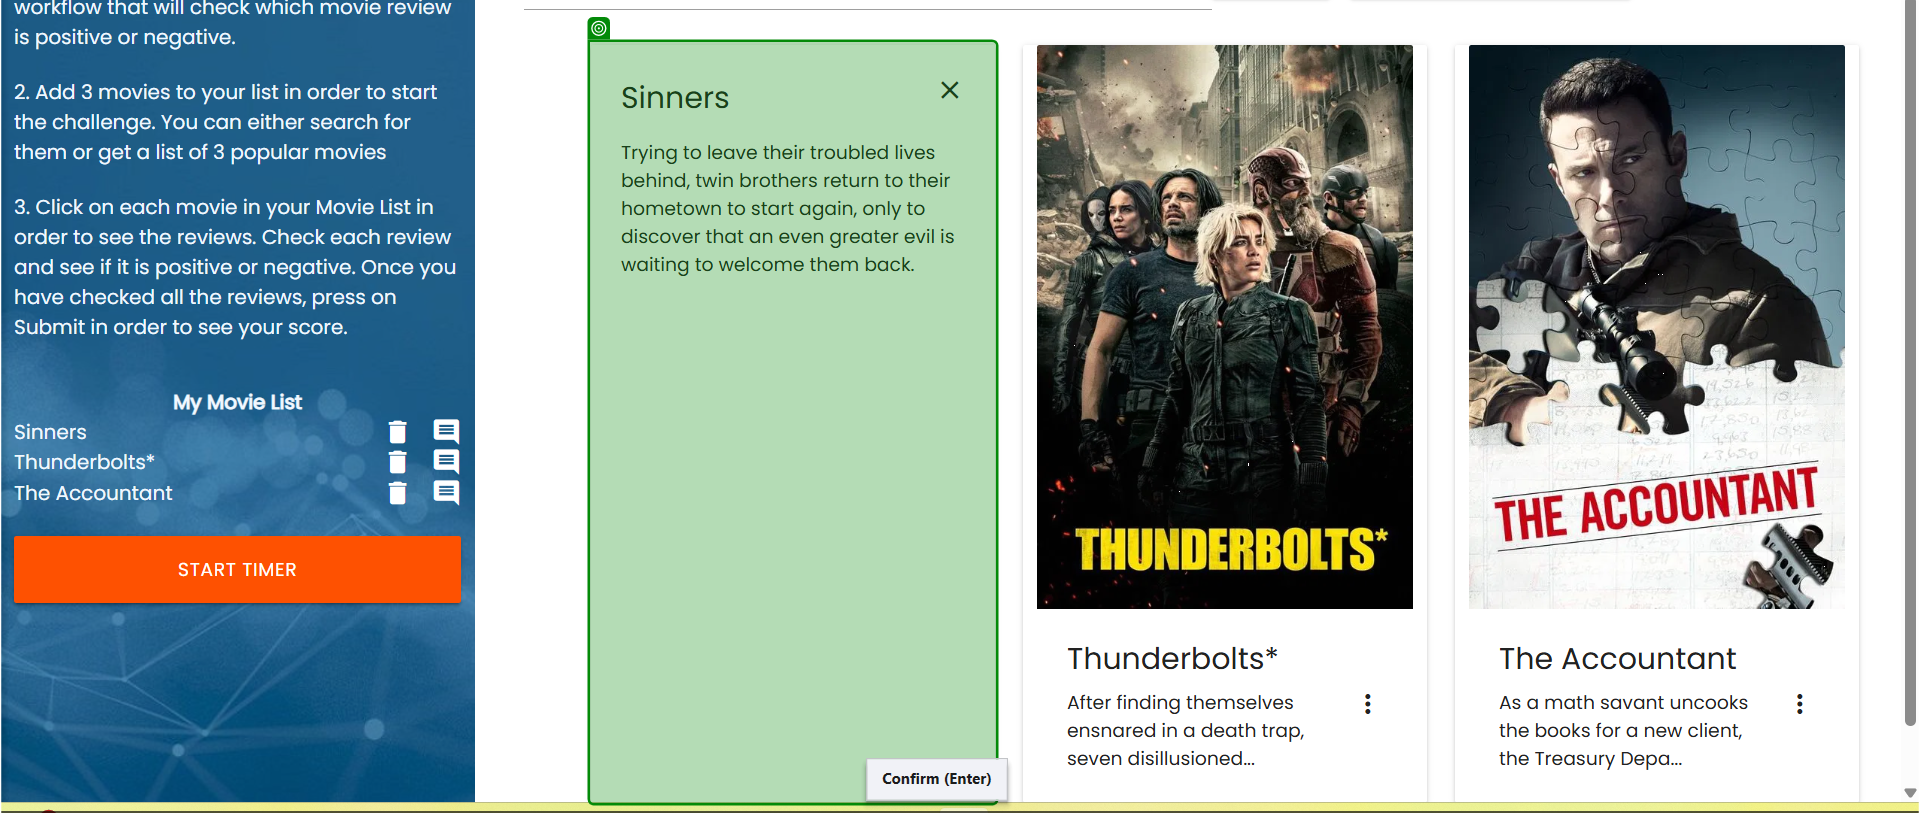 workflow that will check which movie review
is positive or negative.
2. Add 3 movies to your list in order to start
the challenge. You can either search for
them or get a list of 3 popular movies
3. Click on each movie in your Movie List in
order to see the reviews. Check each review
and see if it is positive or negative. Once you
have checked all the reviews, press on
Submit in order to see your score.
My Movie List
Sinners
Thunderbolts*
The Accountant
START TIMER
Sinners
Trying to leave their troubled lives
behind, twin brothers return to their
hometown to start again, only to
discover that an even greater evil is
waiting to welcome them back.
Confirm (Enter)
THUNDERBOLTS*
Thunderbolts*
After finding themselves
ensnared in a death trap,
seven disillusioned...
THE ACCOUNTANT
The Accountant
As a math savant uncooks
the books for a new client,
the Treasury Depa...